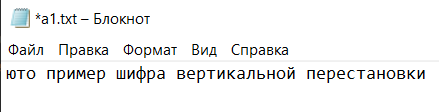 *a1.txt – Блокнот
Файл Правка Формат Вид Справка
юто пример шифра вертикальной перестановки